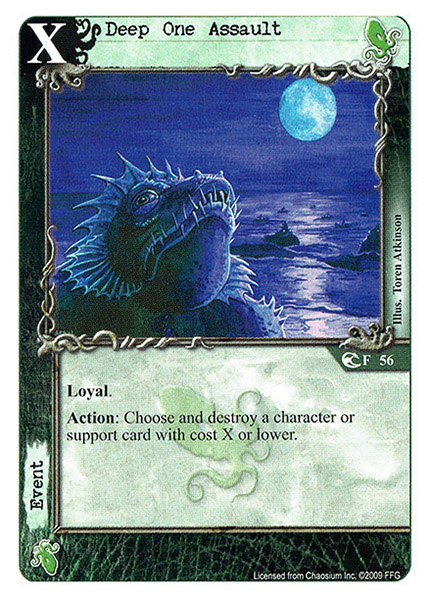 X
Deep One Assault
Illus. Toren Atkinson
F 56
Loyal.
Action: Choose and destroy a character or
support card with cost X or lower.
Event
Licensed from Chaosium Inc. ©2009 FFG